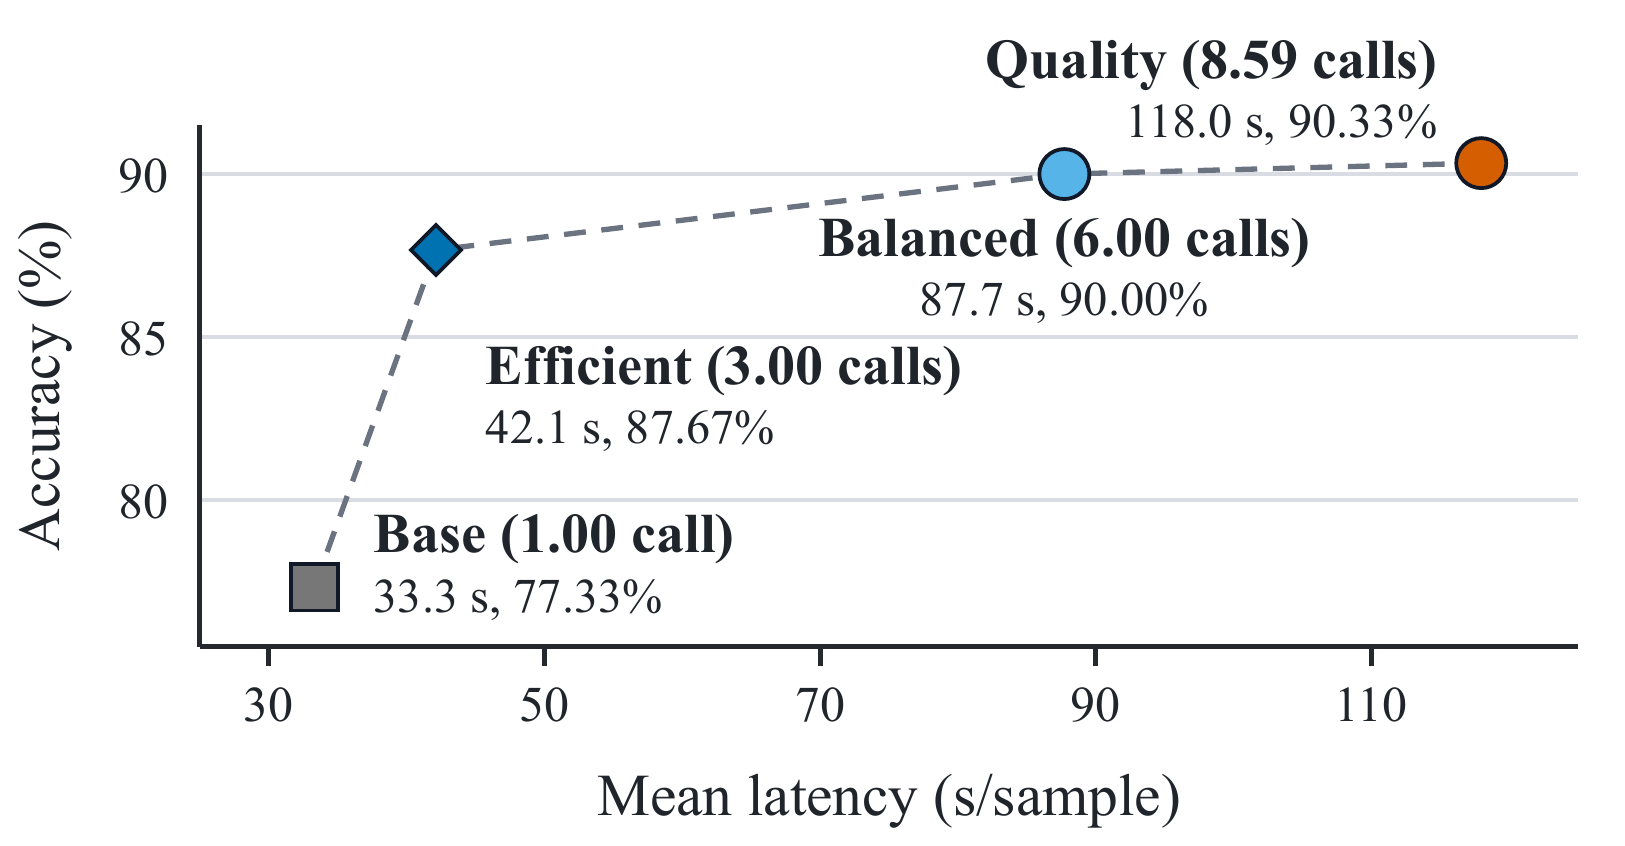 Quality (8.59 calls)
118.0 s, 90.33%
90
Balanced (6.00 calls)
87.7 s, 90.00%
85
Efficient (3.00 calls)
42.1 s, 87.67%
80
Base (1.00 call)
33.3 s, 77.33%
Accuracy (%)
30 50 70 90 110
Mean latency (s/sample)